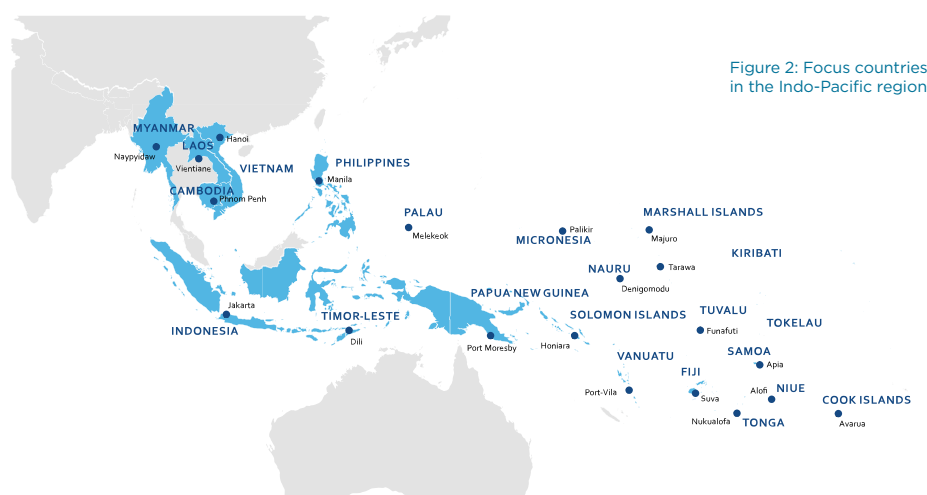 Figure 2: Focus countries
in the Indo-Pacific region
MYANMAR
Hanoi
LAOS
Naypyidaw
Vientiane
VIETNAM
PHILIPPINES
Manila
CAMBODIA
Phnom Penh
PALAU
Melekeok
MARSHALL ISLANDS
Palikir
MICRONESIA
Majuro
KIRIBATI
NAURU
Tarawa
Denigomodu
PAPUA NEW GUINEA
Jakarta
INDONESIA
TIMOR-LESTE
Dili
SOLOMON ISLANDS
TUVALU
TOKELAU
Funafuti
Port Moresby
Honiara
VANUATU
SAMOA
Apia
FIJI
Port-Vila
Suva
Alofi
NIUE
COOK ISLANDS
Nukualofa
TONGA
Avarua